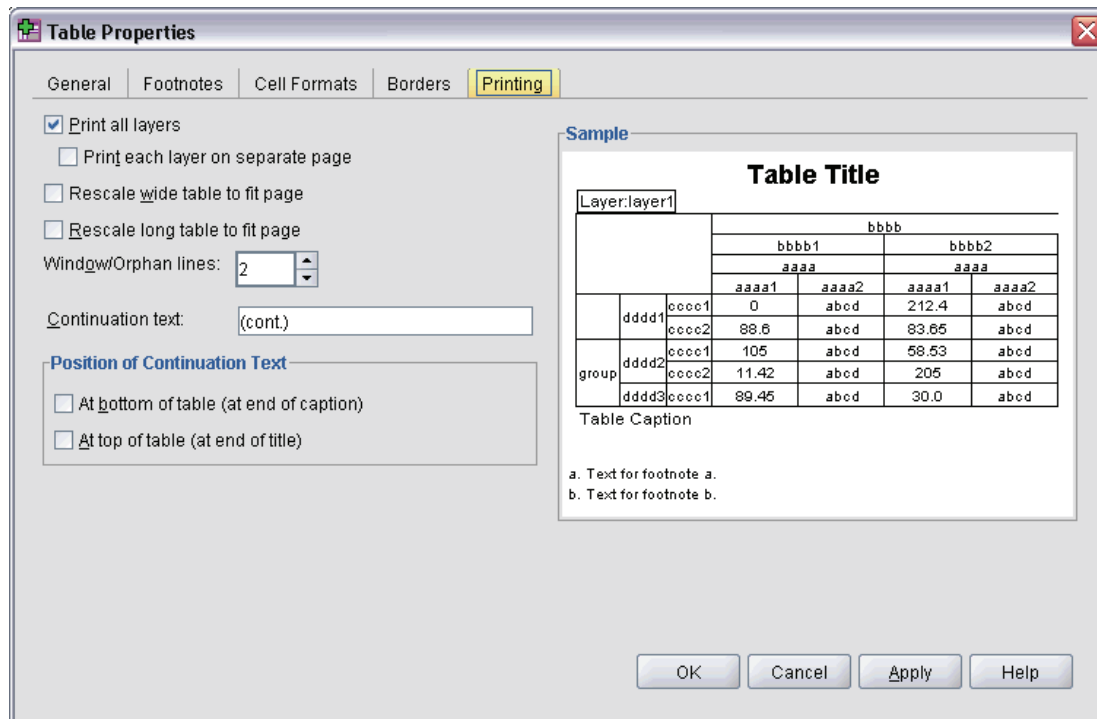 Table Properties
General Footnotes Cell Formats Borders Printing
Print all layers
Print each layer on separate page
Rescale wide table to fit page
Rescale long table to fit page
Window/Orphan lines: 2
Continuation text: (cont.)
Position of Continuation Text
At bottom of table (at end of caption)
At top of table (at end of title)
Sample
Table Title
Layer:layer1
bbbb
bbbb1 bbbb2
aaaa aaaa
aaaa1 aaaa2 aaaa1 aaaa2
dddd1 cccc1 0 abcd 212.4 abcd
cccc2 88.6 abcd 83.65 abcd
group dddd2 cccc1 105 abcd 58.53 abcd
cccc2 11.42 abcd 205 abcd
dddd3 cccc1 89.45 abcd 30.0 abcd
Table Caption
a. Text for footnote a.
b. Text for footnote b.
OK Cancel Apply Help